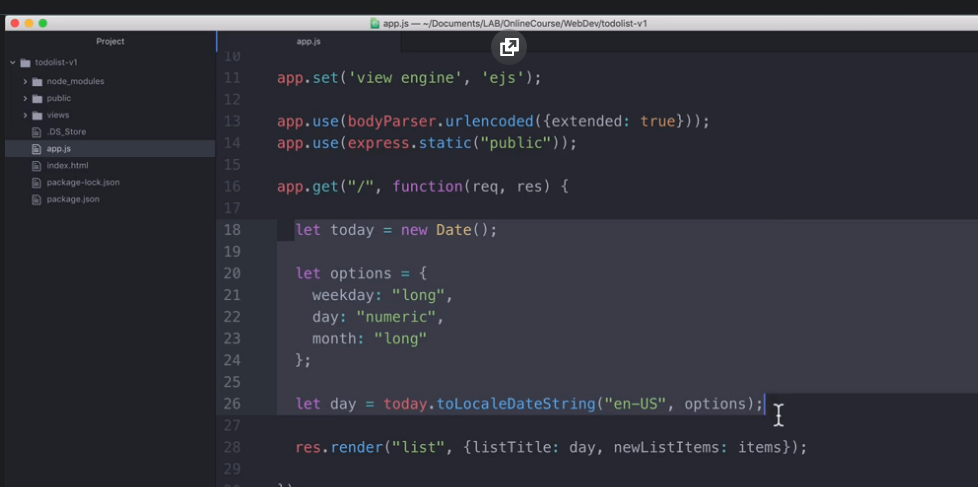 app.js — ~/Documents/LAB/OnlineCourse/WebDev/todolist-v1
Project
app.js
todolist-v1
node_modules
public
views
.DS_Store
app.js
index.html
package-lock.json
package.json
10
11 app.set('view engine', 'ejs');
12
13 app.use(bodyParser.urlencoded({extended: true}));
14 app.use(express.static("public"));
15
16 app.get("/", function(req, res) {
17
18 let today = new Date();
19
20 let options = {
21 weekday: "long",
22 day: "numeric",
23 month: "long"
24 };
25
26 let day = today.toLocaleDateString("en-US", options);
27
28 res.render("list", {listTitle: day, newListItems: items});
29